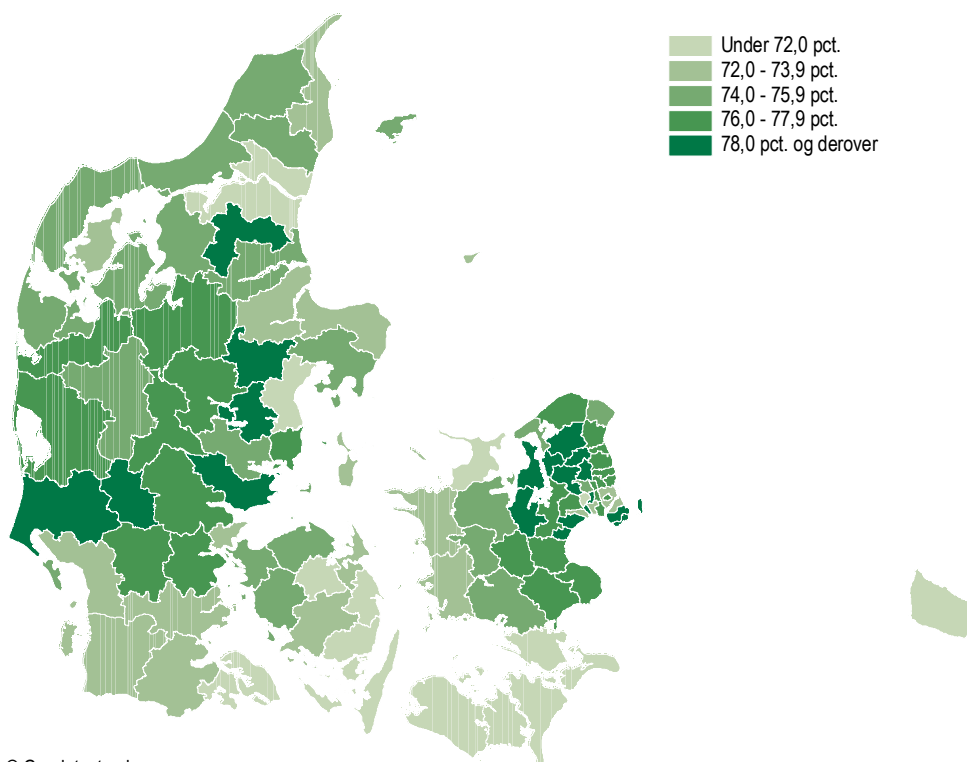 Under 72,0 pct.
72,0 - 73,9 pct.
74,0 - 75,9 pct.
76,0 - 77,9 pct.
78,0 pct. og derover